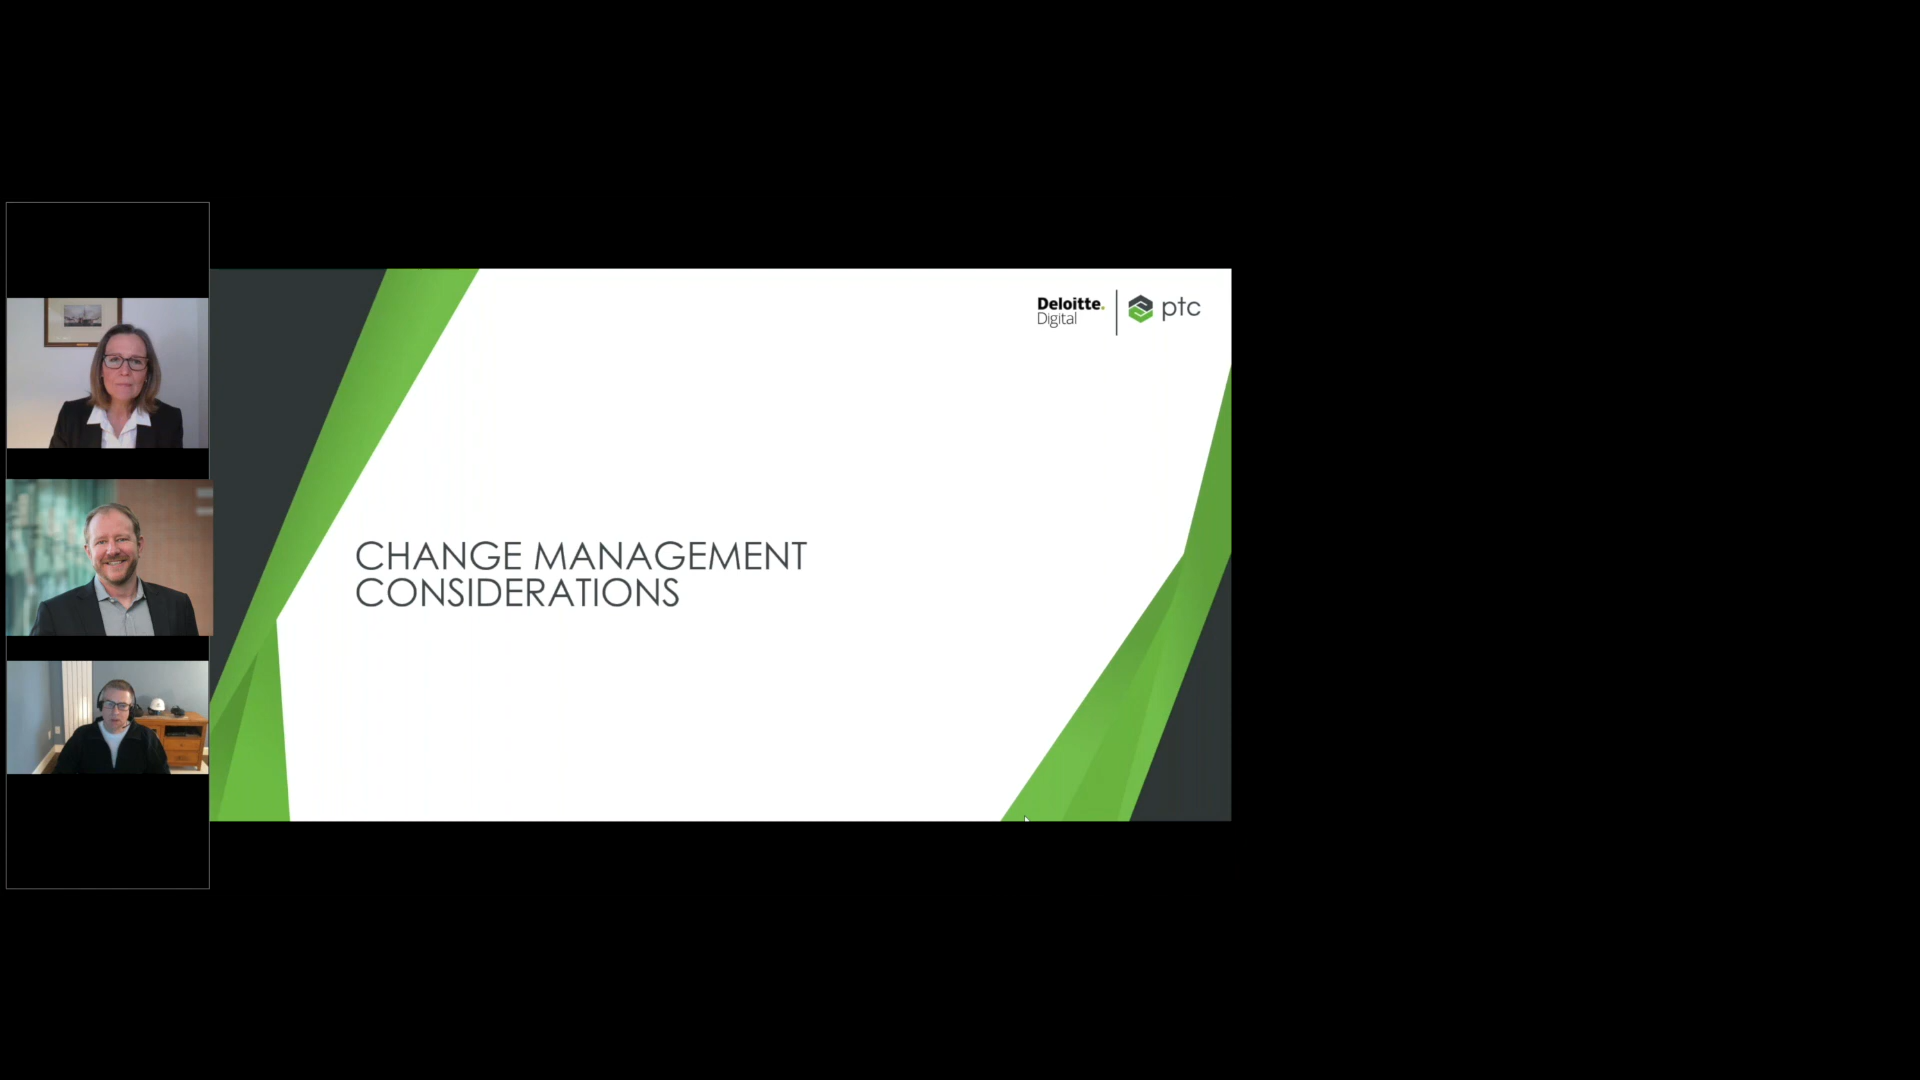 Deloitte.
Digital
ptc
CHANGE MANAGEMENT
CONSIDERATIONS